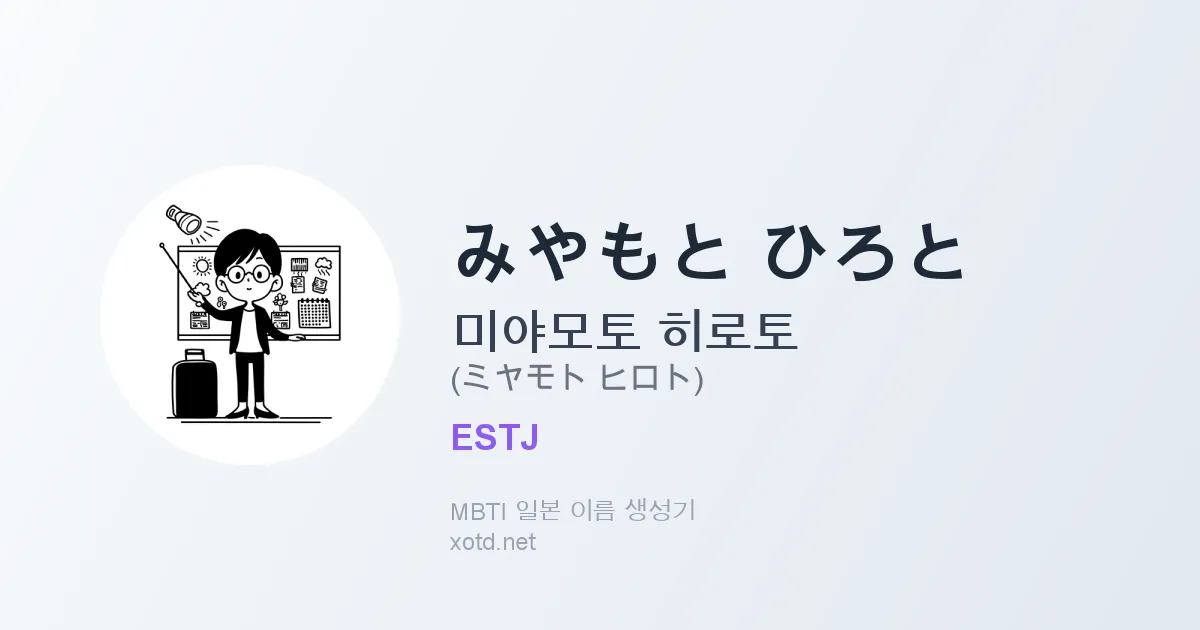 みやもと ひろと
미야모토 히로토
(ミヤモト ヒロト)
ESTJ
MBTI 일본 이름 생성기
xotd.net